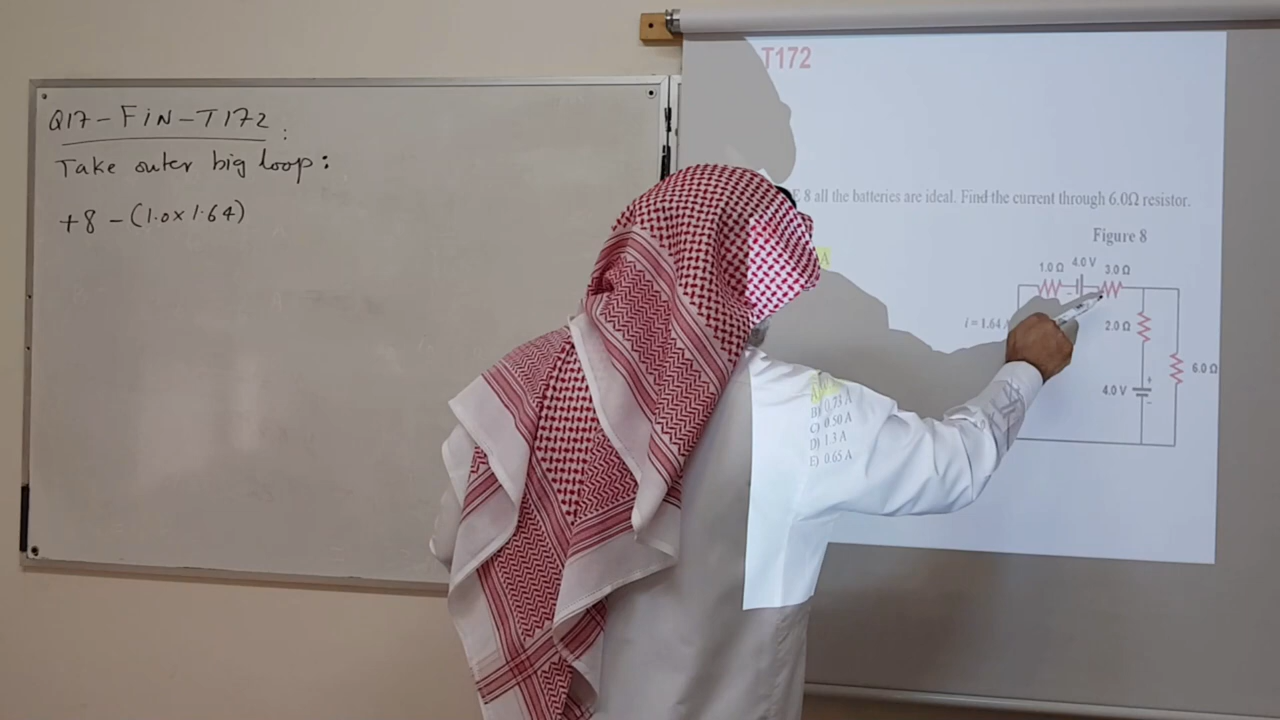 Q17 - FiN - T172 :
Take outer big loop :
+8 - (1.0 x 1.64)
T172
8 all the batteries are ideal. Find the current through 6.0Ω resistor.
Figure 8
1.0 Ω 4.0 V 3.0 Ω
i = 1.64
2.0 Ω
6.0 Ω
4.0 V
+
-
A
A)
B) 0.73 A
C) 0.50 A
D) 1.3 A
E) 0.65 A